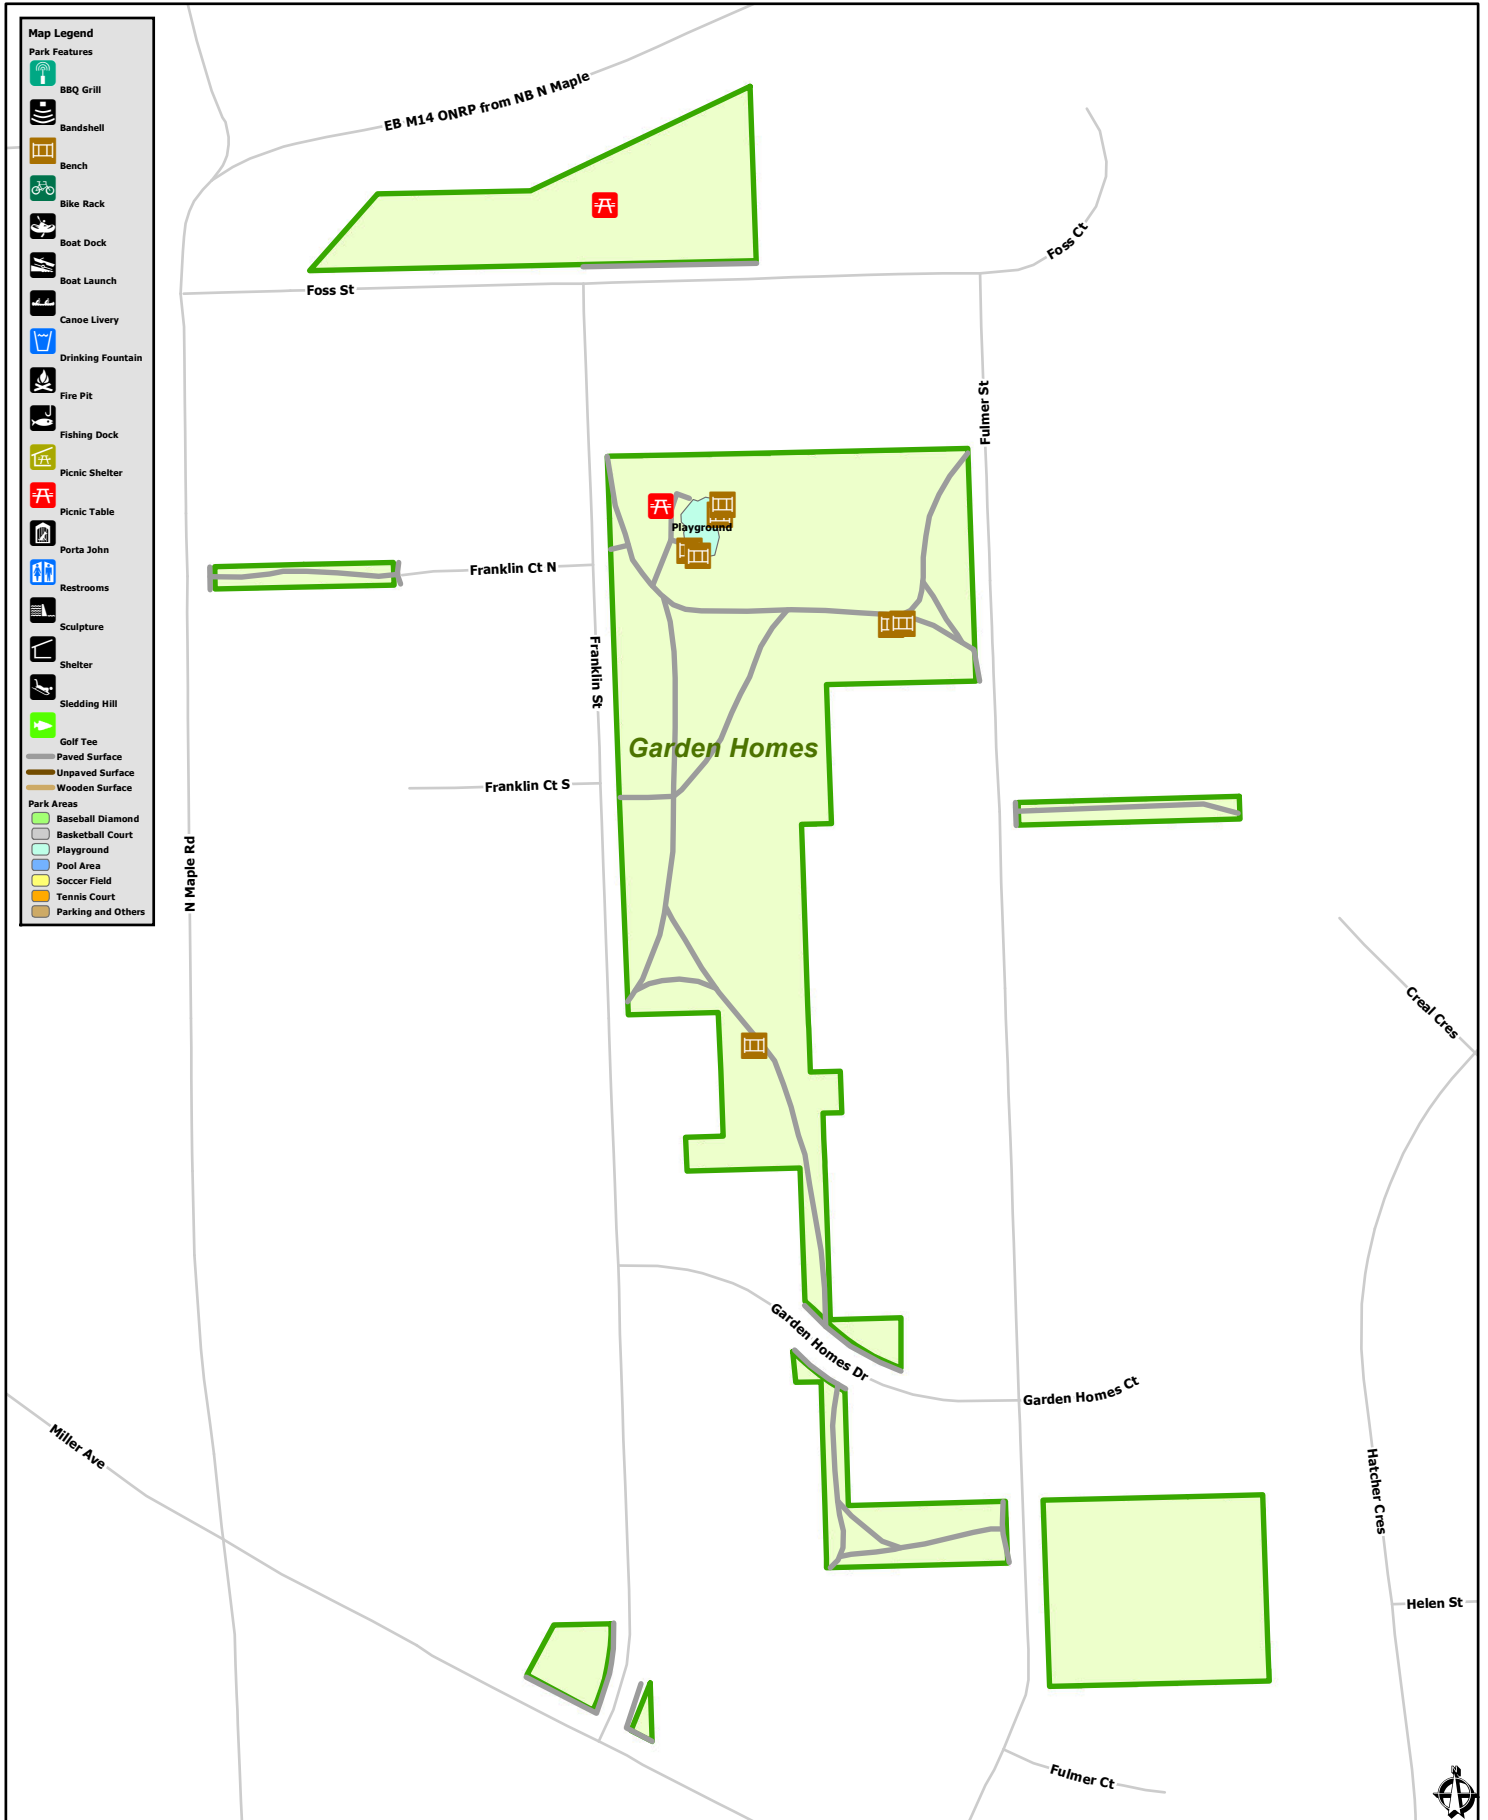 Map Legend
Park Features
BBQ Grill
Bandshell
Bench
Bike Rack
Boat Dock
Boat Launch
Canoe Livery
Drinking Fountain
Fire Pit
Fishing Dock
Picnic Shelter
Picnic Table
Porta John
Restrooms
Sculpture
Shelter
Sledding Hill
Golf Tee
Paved Surface
Unpaved Surface
Wooden Surface
Park Areas
Baseball Diamond
Basketball Court
Playground
Pool Area
Soccer Field
Tennis Court
Parking and Others
EB M14 ONRP from NB N Maple
Foss Ct
Foss St
Fulmer St
Playground
Franklin Ct N
Franklin St
Garden Homes
Franklin Ct S
N Maple Rd
Creal Cres
Garden Homes Dr
Garden Homes Ct
Miller Ave
Hatcher Cres
Helen St
Fulmer Ct
N